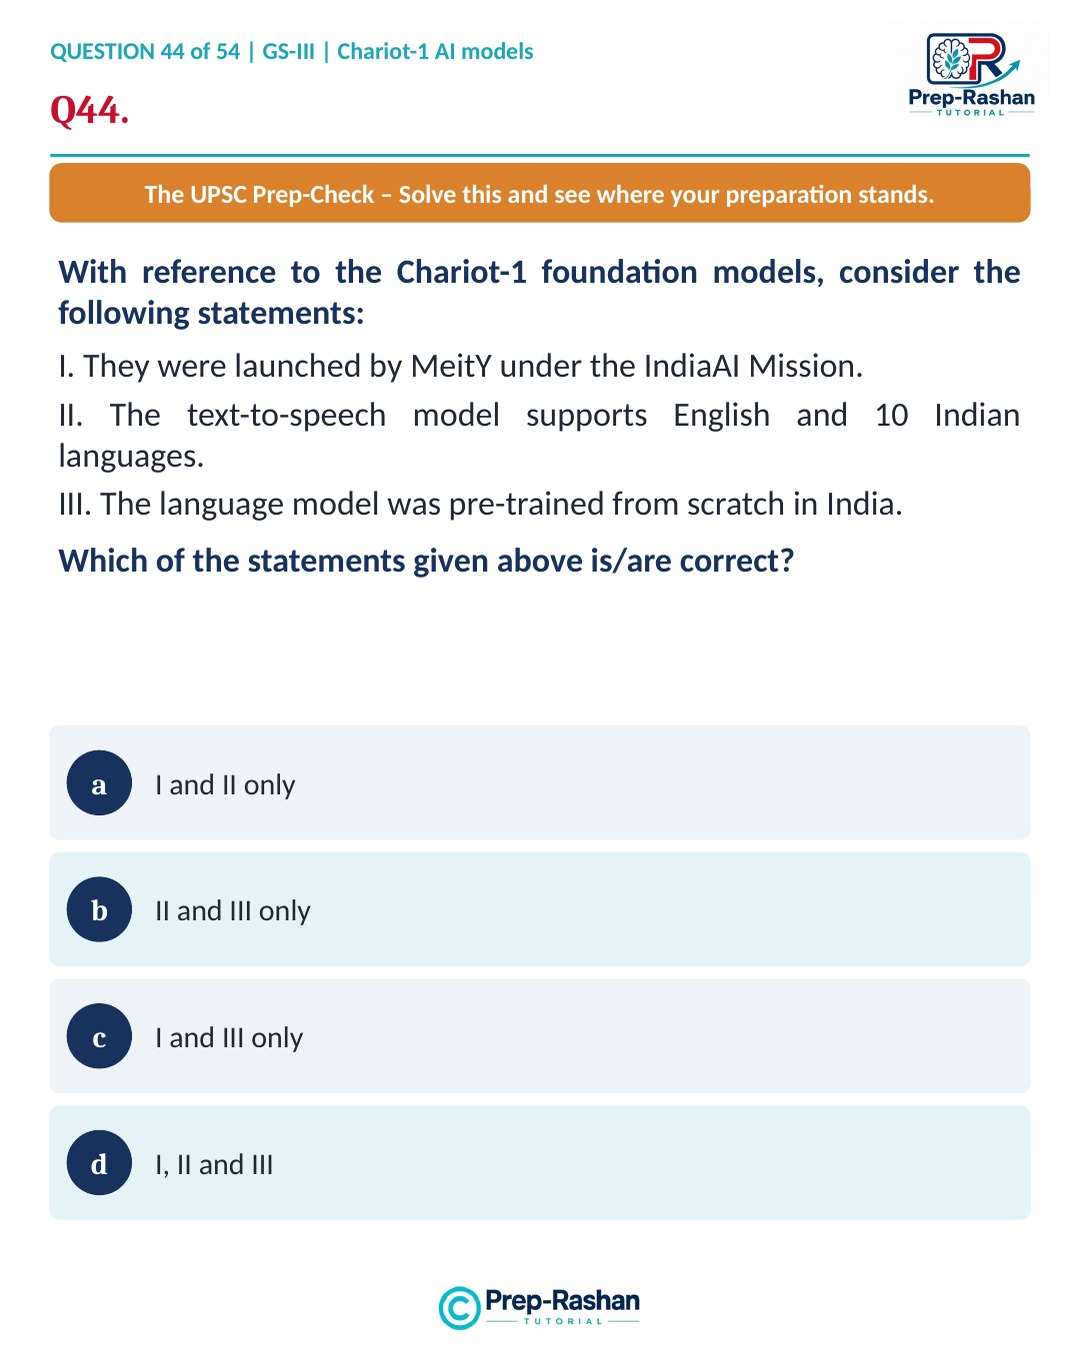 QUESTION 44 of 54 | GS-III | Chariot-1 AI models
Q44.
Prep-Rashan
TUTORIAL
The UPSC Prep-Check – Solve this and see where your preparation stands.
With reference to the Chariot-1 foundation models, consider the
following statements:
I. They were launched by MeitY under the IndiaAI Mission.
II. The text-to-speech model supports English and 10 Indian
languages.
III. The language model was pre-trained from scratch in India.
Which of the statements given above is/are correct?
a I and II only
b II and III only
c I and III only
d I, II and III
© Prep-Rashan
TUTORIAL